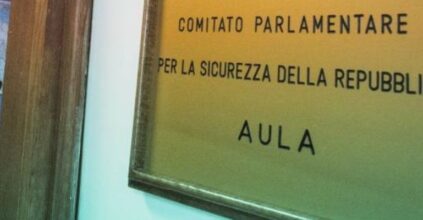 COMITATO PARLAMENTARE
PER LA SICUREZZA DELLA REPUBBLI
AULA